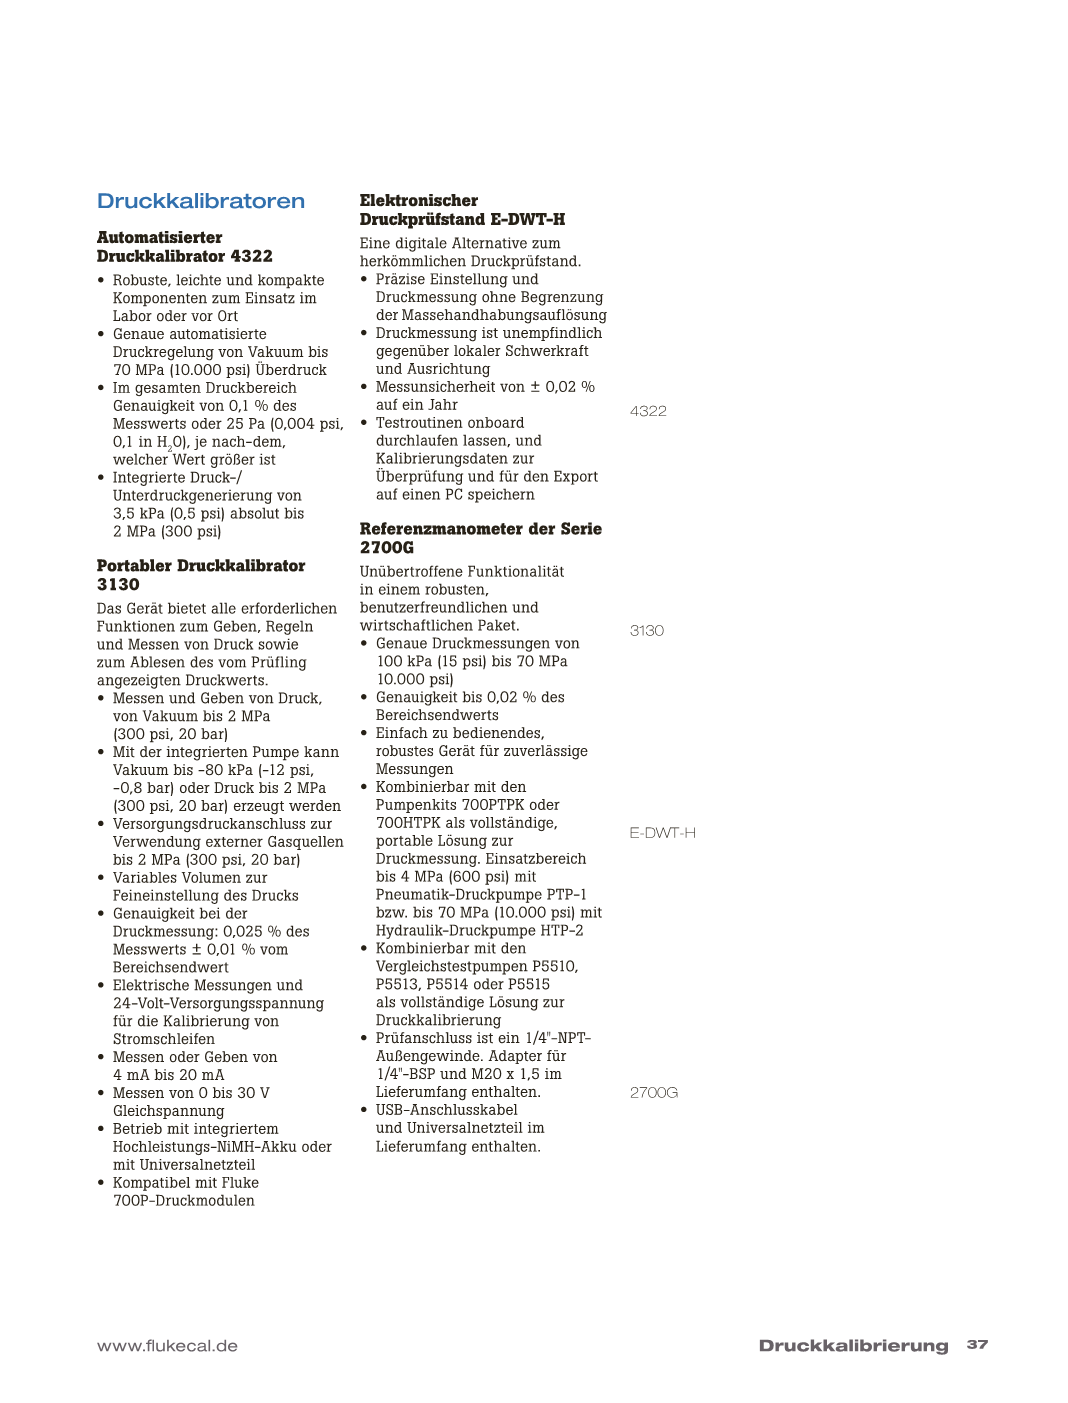 Druckkalibratoren
Automatisierter
Druckkalibrator 4322
• Robuste, leichte und kompakte
Komponenten zum Einsatz im
Labor oder vor Ort
• Genaue automatisierte
Druckregelung von Vakuum bis
70 MPa (10.000 psi) Überdruck
• Im gesamten Druckbereich
Genauigkeit von 0,1 % des
Messwerts oder 25 Pa (0,004 psi,
0,1 in H2O), je nach-dem,
welcher Wert größer ist
• Integrierte Druck-/
Unterdruckgenerierung von
3,5 kPa (0,5 psi) absolut bis
2 MPa (300 psi)
Portabler Druckkalibrator
3130
Das Gerät bietet alle erforderlichen
Funktionen zum Geben, Regeln
und Messen von Druck sowie
zum Ablesen des vom Prüfling
angezeigten Druckwerts.
• Messen und Geben von Druck,
von Vakuum bis 2 MPa
(300 psi, 20 bar)
• Mit der integrierten Pumpe kann
Vakuum bis -80 kPa (-12 psi,
-0,8 bar) oder Druck bis 2 MPa
(300 psi, 20 bar) erzeugt werden
• Versorgungsdruckanschluss zur
Verwendung externer Gasquellen
bis 2 MPa (300 psi, 20 bar)
• Variables Volumen zur
Feineinstellung des Drucks
• Genauigkeit bei der
Druckmessung: 0,025 % des
Messwerts ± 0,01 % vom
Bereichsendwert
• Elektrische Messungen und
24-Volt-Versorgungsspannung
für die Kalibrierung von
Stromschleifen
• Messen oder Geben von
4 mA bis 20 mA
• Messen von 0 bis 30 V
Gleichspannung
• Betrieb mit integriertem
Hochleistungs-NiMH-Akku oder
mit Universalnetzteil
• Kompatibel mit Fluke
700P-Druckmodulen
Elektronischer
Druckprüfstand E-DWT-H
Eine digitale Alternative zum
herkömmlichen Druckprüfstand.
• Präzise Einstellung und
Druckmessung ohne Begrenzung
der Massehandhabungsauflösung
• Druckmessung ist unempfindlich
gegenüber lokaler Schwerkraft
und Ausrichtung
• Messunsicherheit von ± 0,02 %
auf ein Jahr
• Testroutinen onboard
durchlaufen lassen, und
Kalibrierungsdaten zur
Überprüfung und für den Export
auf einen PC speichern
Referenzmanometer der Serie
2700G
Unübertroffene Funktionalität
in einem robusten,
benutzerfreundlichen und
wirtschaftlichen Paket.
• Genaue Druckmessungen von
100 kPa (15 psi) bis 70 MPa
10.000 psi)
• Genauigkeit bis 0,02 % des
Bereichsendwerts
• Einfach zu bedienendes,
robustes Gerät für zuverlässige
Messungen
• Kombinierbar mit den
Pumpenkits 700PTPK oder
700HTPK als vollständige,
portable Lösung zur
Druckmessung. Einsatzbereich
bis 4 MPa (600 psi) mit
Pneumatik-Druckpumpe PTP-1
bzw. bis 70 MPa (10.000 psi) mit
Hydraulik-Druckpumpe HTP-2
• Kombinierbar mit den
Vergleichstestpumpen P5510,
P5513, P5514 oder P5515
als vollständige Lösung zur
Druckkalibrierung
• Prüfanschluss ist ein 1/4"-NPT-
Außengewinde. Adapter für
1/4"-BSP und M20 x 1,5 im
Lieferumfang enthalten.
• USB-Anschlusskabel
und Universalnetzteil im
Lieferumfang enthalten.
4322
3130
E-DWT-H
2700G
www.flukecal.de
Druckkalibrierung 37